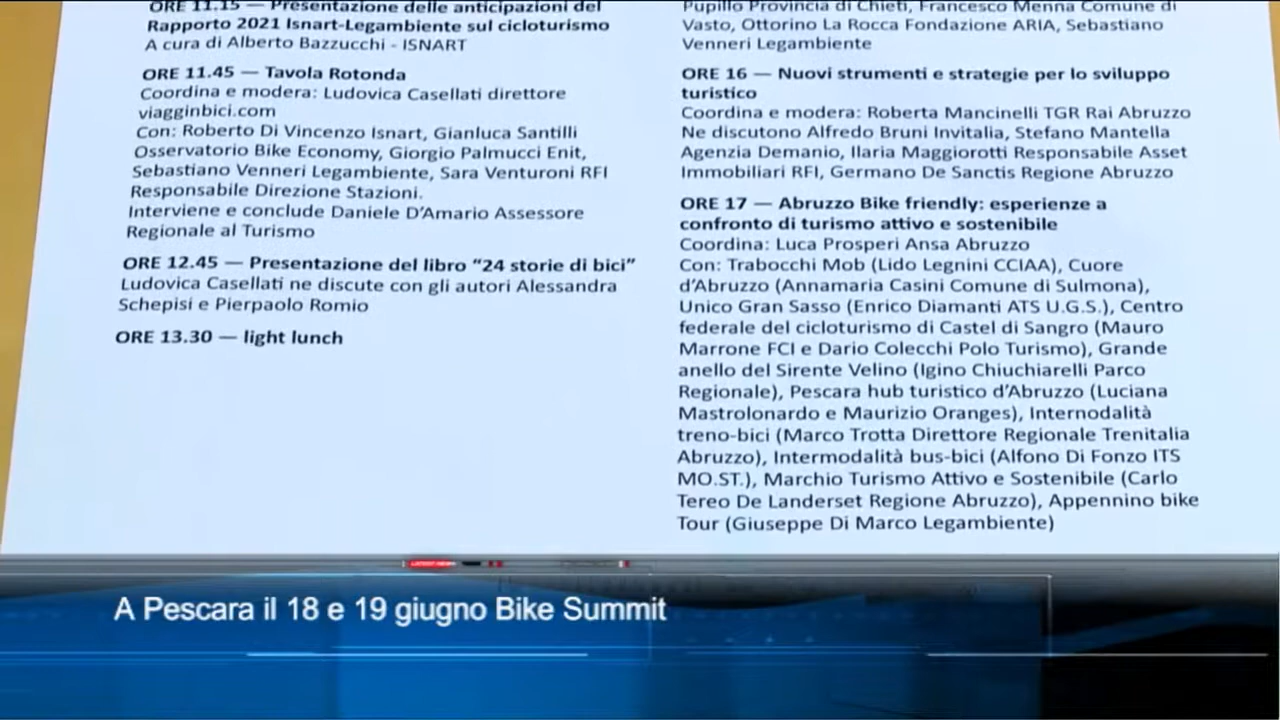 ORE 11.15 — Presentazione delle anticipazioni del
Rapporto 2021 Isnart-Legambiente sul cicloturismo
A cura di Alberto Bazzucchi - ISNART
ORE 11.45 — Tavola Rotonda
Coordina e modera: Ludovica Casellati direttore
viagginbici.com
Con: Roberto Di Vincenzo Isnart, Gianluca Santilli
Osservatorio Bike Economy, Giorgio Palmucci Enit,
Sebastiano Venneri Legambiente, Sara Venturoni RFI
Responsabile Direzione Stazioni.
Interviene e conclude Daniele D’Amario Assessore
Regionale al Turismo
ORE 12.45 — Presentazione del libro “24 storie di bici”
Ludovica Casellati ne discute con gli autori Alessandra
Schepisi e Pierpaolo Romio
ORE 13.30 — light lunch
Pupillo Provincia di Chieti, Francesco Menna Comune di
Vasto, Ottorino La Rocca Fondazione ARIA, Sebastiano
Venneri Legambiente
ORE 16 — Nuovi strumenti e strategie per lo sviluppo
turistico
Coordina e modera: Roberta Mancinelli TGR Rai Abruzzo
Ne discutono Alfredo Bruni Invitalia, Stefano Mantella
Agenzia Demanio, Ilaria Maggiorotti Responsabile Asset
Immobiliari RFI, Germano De Sanctis Regione Abruzzo
ORE 17 — Abruzzo Bike friendly: esperienze a
confronto di turismo attivo e sostenibile
Coordina: Luca Prosperi Ansa Abruzzo
Con: Trabocchi Mob (Lido Legnini CCIAA), Cuore
d’Abruzzo (Annamaria Casini Comune di Sulmona),
Unico Gran Sasso (Enrico Diamanti ATS U.G.S.), Centro
federale del cicloturismo di Castel di Sangro (Mauro
Marrone FCI e Dario Colecchi Polo Turismo), Grande
anello del Sirente Velino (Igino Chiuchiarelli Parco
Regionale), Pescara hub turistico d’Abruzzo (Luciana
Mastrolonardo e Maurizio Oranges), Internodalità
treno-bici (Marco Trotta Direttore Regionale Trenitalia
Abruzzo), Intermodalità bus-bici (Alfono Di Fonzo ITS
MO.ST.), Marchio Turismo Attivo e Sostenibile (Carlo
Tereo De Landerset Regione Abruzzo), Appennino bike
Tour (Giuseppe Di Marco Legambiente)
LATEST NEWS
A Pescara il 18 e 19 giugno Bike Summit